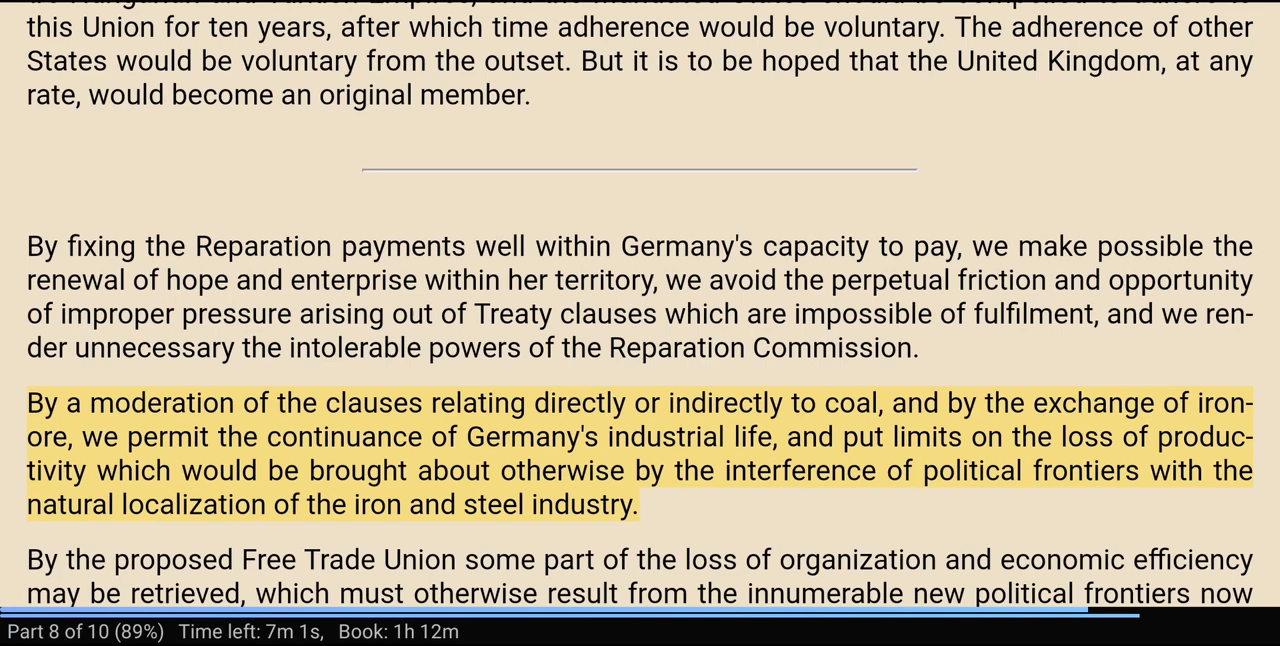 this Union for ten years, after which time adherence would be voluntary. The adherence of other
States would be voluntary from the outset. But it is to be hoped that the United Kingdom, at any
rate, would become an original member.
By fixing the Reparation payments well within Germany's capacity to pay, we make possible the
renewal of hope and enterprise within her territory, we avoid the perpetual friction and opportunity
of improper pressure arising out of Treaty clauses which are impossible of fulfilment, and we ren-
der unnecessary the intolerable powers of the Reparation Commission.
By a moderation of the clauses relating directly or indirectly to coal, and by the exchange of iron-
ore, we permit the continuance of Germany's industrial life, and put limits on the loss of produc-
tivity which would be brought about otherwise by the interference of political frontiers with the
natural localization of the iron and steel industry.
By the proposed Free Trade Union some part of the loss of organization and economic efficiency
may be retrieved, which must otherwise result from the innumerable new political frontiers now
Part 8 of 10 (89%) Time left: 7m 1s, Book: 1h 12m